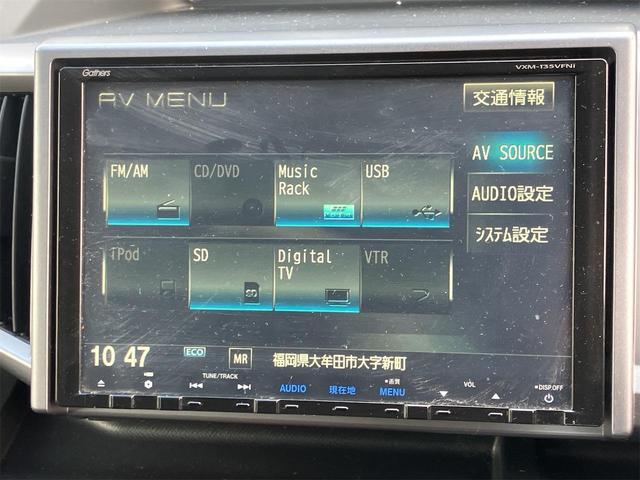 Gathers
VXM-135VFNi
AV MENU
交通情報
FM/AM
CD/DVD
Music Rack
USB
AV SOURCE
AUDIO設定
システム設定
iPod
SD
Digital TV
VTR
SD
10 47
ECO
MR
福岡県大牟田市大字新町
TUNE/TRACK
AUDIO
現在地
画質
MENU
VOL
DISP OFF